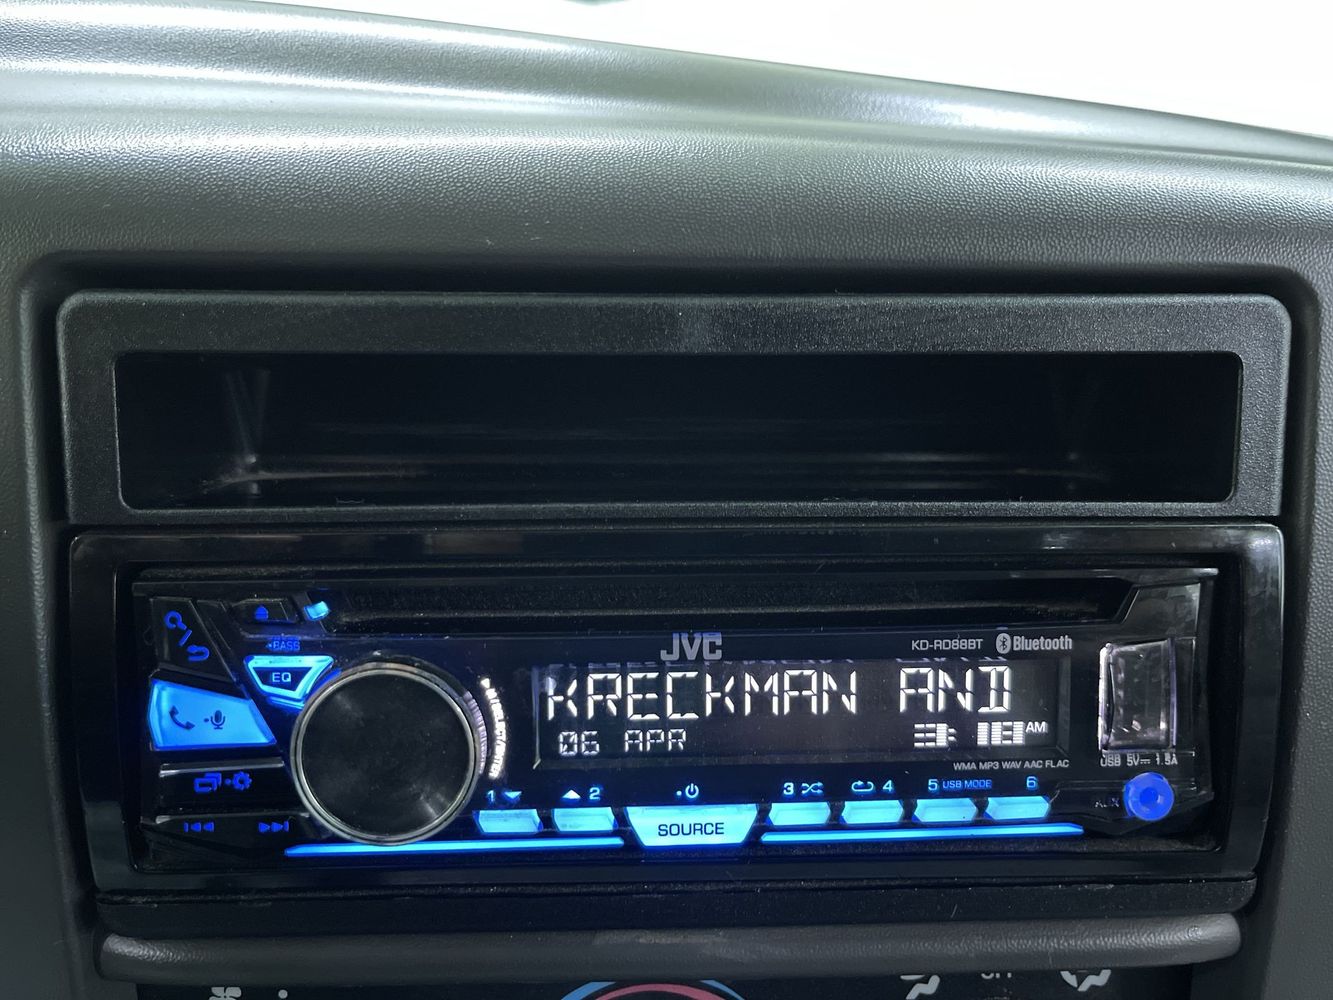 BASS
EQ
JVC
KD-RD88BT Bluetooth
KRECKMAN AND
06 APR
AM
WMA MP3 WAV AAC FLAC
USB 5V 1.5A
1 2 3 4 5 USB MODE 6
AUX
SOURCE